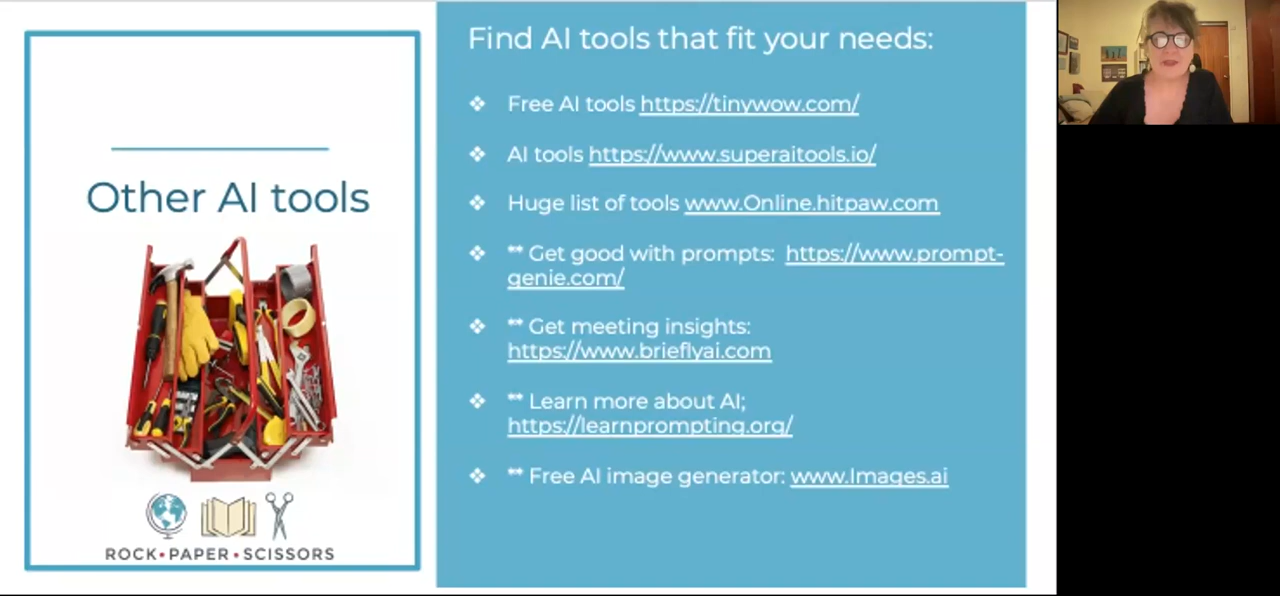 Other AI tools
ROCK•PAPER•SCISSORS
Find AI tools that fit your needs:
❖ Free AI tools https://tinywow.com/
❖ AI tools https://www.superaitools.io/
❖ Huge list of tools www.Online.hitpaw.com
❖ ** Get good with prompts: https://www.prompt-
genie.com/
❖ ** Get meeting insights:
https://www.brieflyai.com
❖ ** Learn more about AI;
https://learnprompting.org/
❖ ** Free AI image generator: www.Images.ai